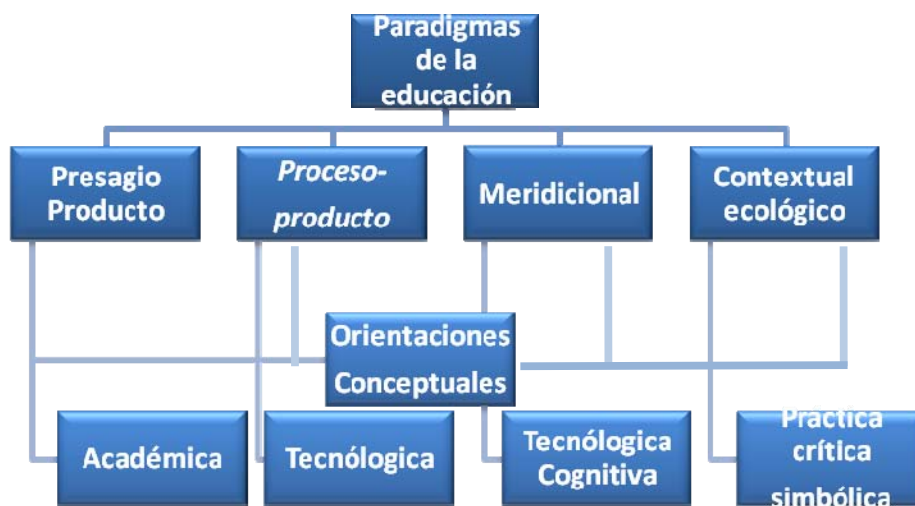 Paradigmas
de la
educación
Presagio
Producto
Proceso-
producto
Meridicional
Contextual
ecológico
Orientaciones
Conceptuales
Académica
Tecnólogica
Tecnólogica
Cognitiva
Práctica
crítica
simbólica